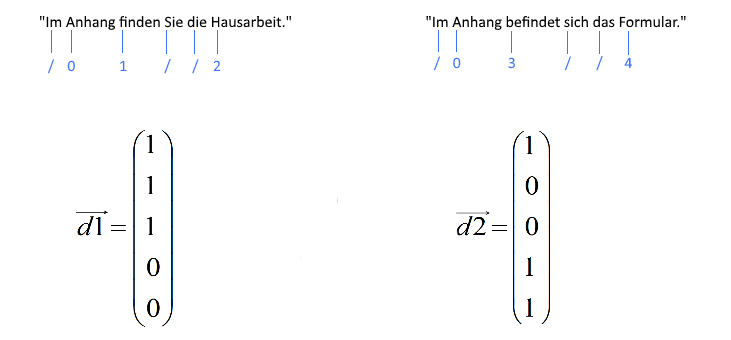 "Im Anhang finden Sie die Hausarbeit."
/ 0 1 / / 2
d1 = (1 1 1 0 0)
"Im Anhang befindet sich das Formular."
/ 0 3 / / 4
d2 = (1 0 0 1 1)